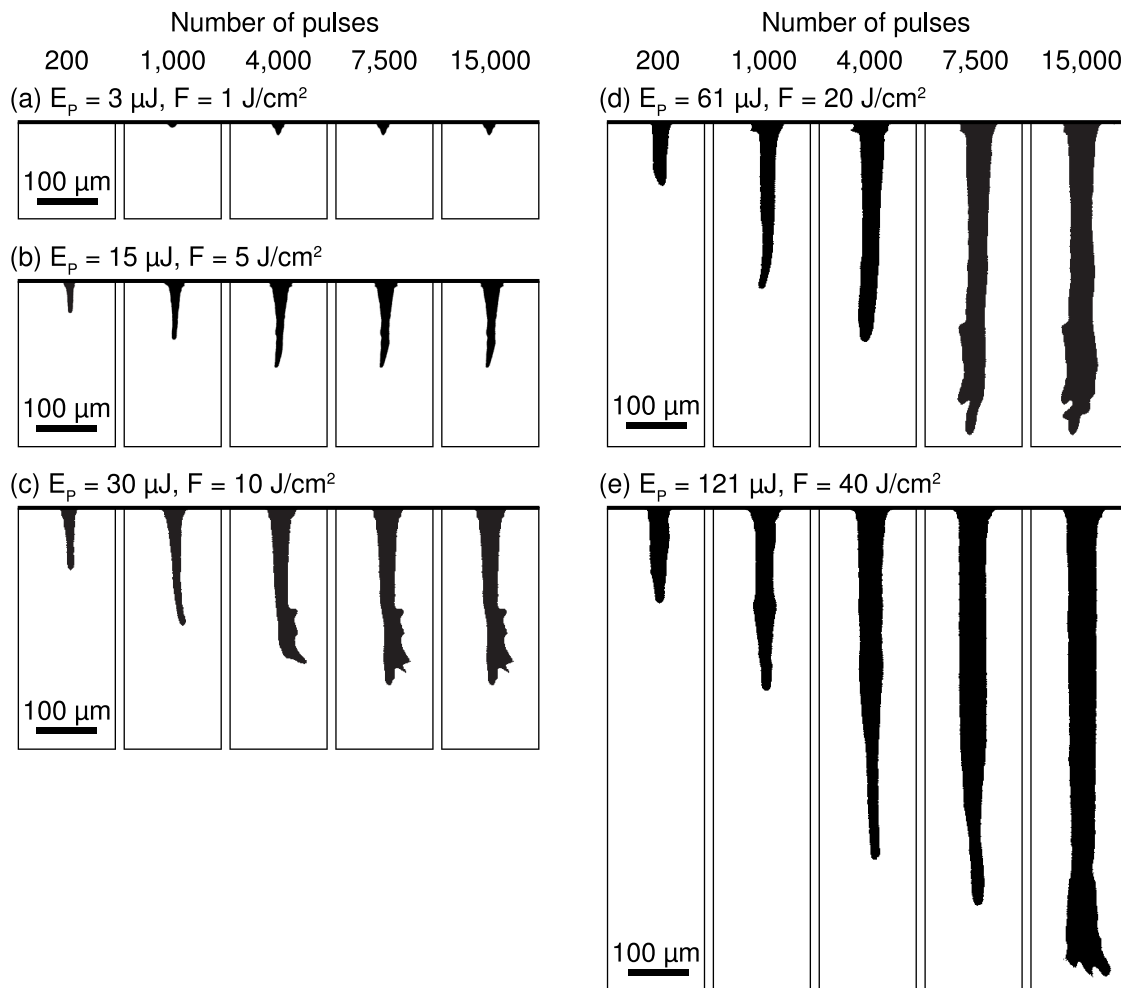 Number of pulses
200 1,000 4,000 7,500 15,000
(a) E_P = 3 µJ, F = 1 J/cm²
100 µm
(b) E_P = 15 µJ, F = 5 J/cm²
100 µm
(c) E_P = 30 µJ, F = 10 J/cm²
100 µm
Number of pulses
200 1,000 4,000 7,500 15,000
(d) E_P = 61 µJ, F = 20 J/cm²
100 µm
(e) E_P = 121 µJ, F = 40 J/cm²
100 µm